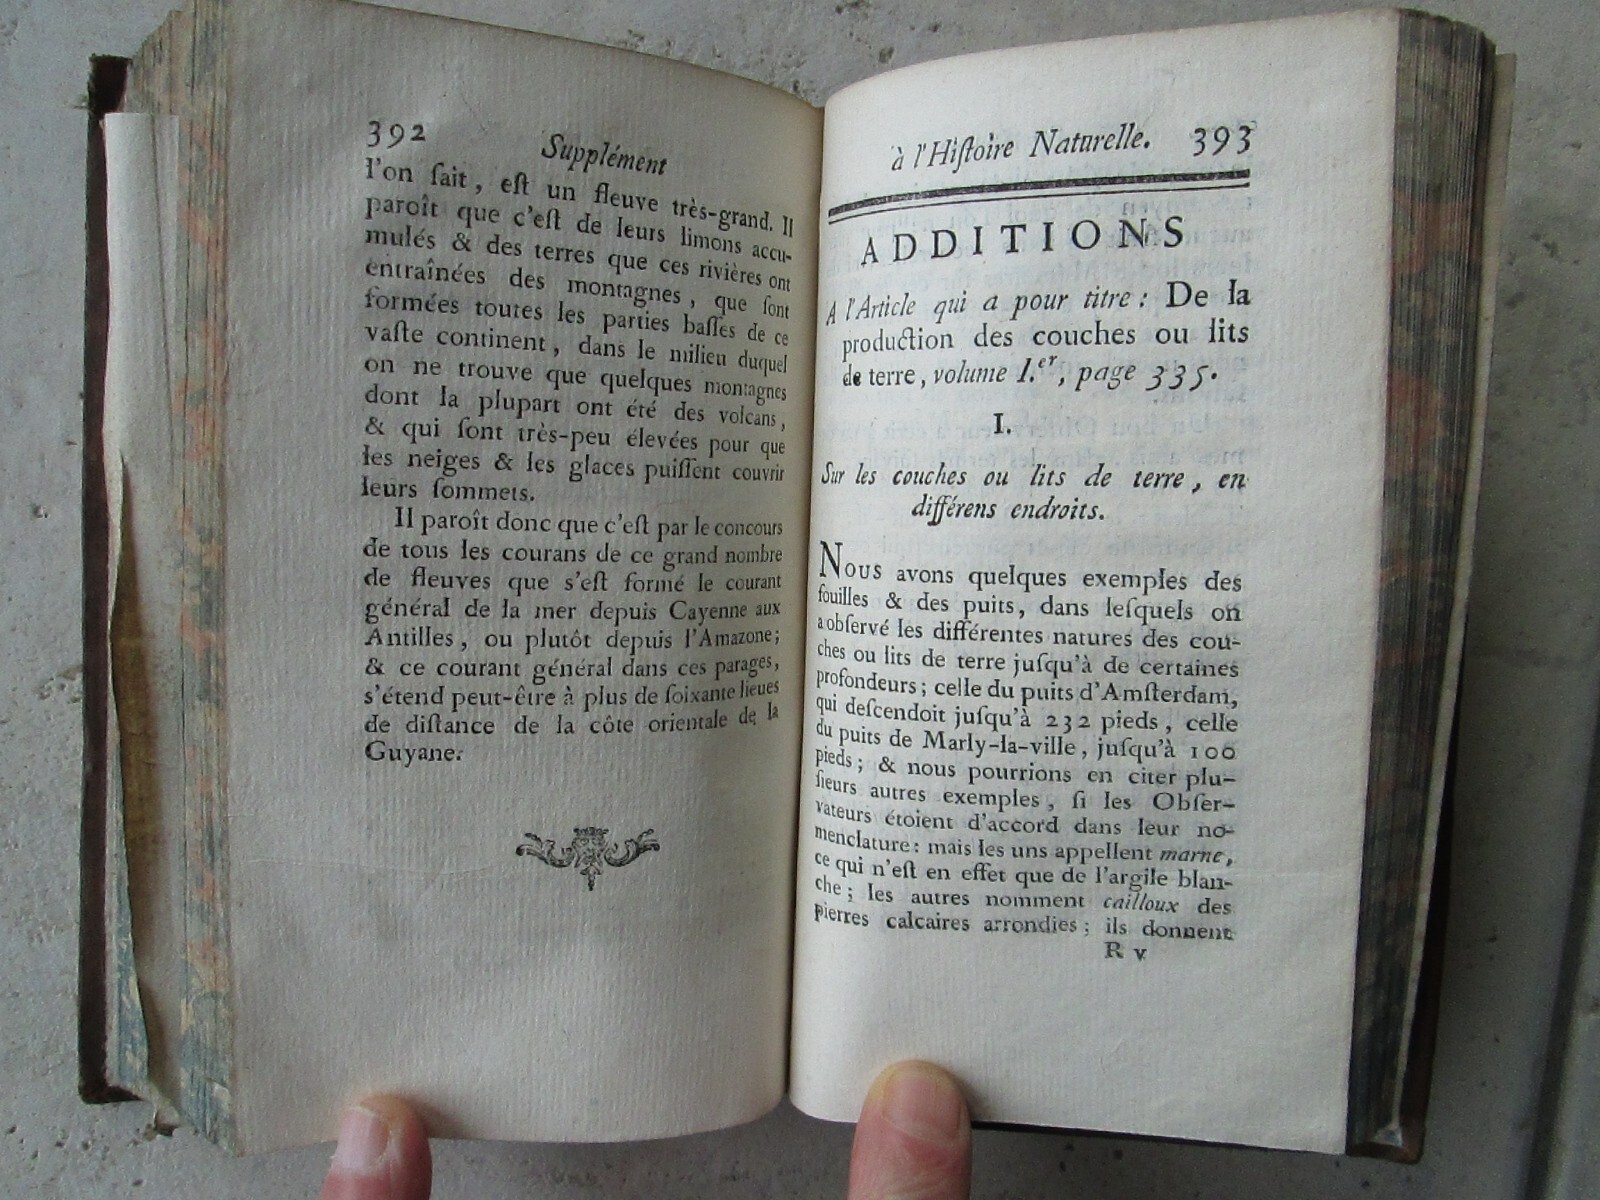 392
Supplément
l'on ſait, eſt un fleuve très-grand. Il
paroît que c'eſt de leurs limons accu-
mulés & des terres que ces rivières ont
entraînées des montagnes, que ſont
formées toutes les parties baſſes de ce
vaſte continent, dans le milieu duquel
on ne trouve que quelques montagnes
dont la plupart ont été des volcans,
& qui ſont très-peu élevées pour que
les neiges & les glaces puiſſent couvrir
leurs ſommets.
Il paroît donc que c'eſt par le concours
de tous les courans de ce grand nombre
de fleuves que s'eſt formé le courant
général de la mer depuis Cayenne aux
Antilles, ou plutôt depuis l'Amazone;
& ce courant général dans ces parages,
s'étend peut-être à plus de ſoixante lieues
de diſtance de la côte orientale de la
Guyane.
à l'Hiſtoire Naturelle. 393
ADDITIONS
A l'Article qui a pour titre : De la
production des couches ou lits
de terre, volume I.er, page 335.
I.
Sur les couches ou lits de terre, en
différens endroits.
Nous avons quelques exemples des
fouilles & des puits, dans leſquels on
a obſervé les différentes natures des cou-
ches ou lits de terre juſqu'à de certaines
profondeurs; celle du puits d'Amſterdam,
qui deſcendoit juſqu'à 232 pieds, celle
du puits de Marly-la-ville, juſqu'à 100
pieds; & nous pourrions en citer plu-
ſieurs autres exemples, ſi les Obſer-
vateurs étoient d'accord dans leur no-
menclature: mais les uns appellent marne,
ce qui n'eſt en effet que de l'argile blan-
che; les autres nomment cailloux des
pierres calcaires arrondies; ils donnent
R v